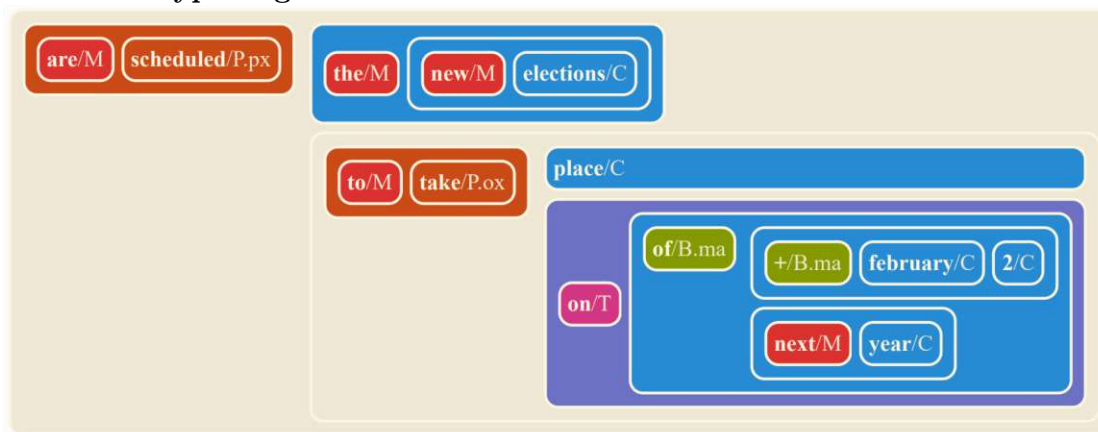 are/M scheduled/P.px the/M new/M elections/C
to/M take/P.ox place/C
on/T of/B.ma +/B.ma february/C 2/C
next/M year/C